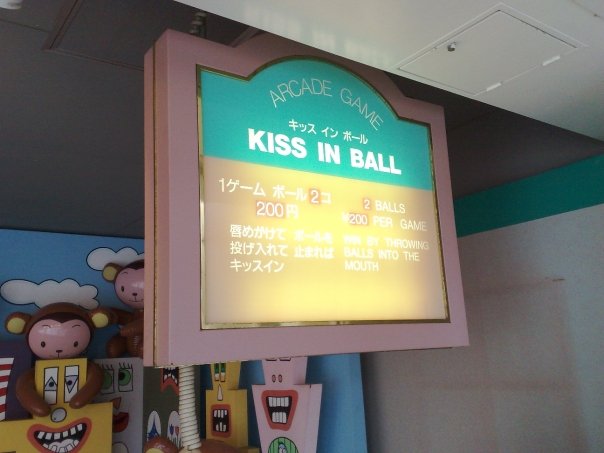 ARCADE GAME
キッス イン ボール
KISS IN BALL
1ゲーム ボール2コ
200円
唇めがけて ボールを
投げ入れて 止まれば
キッスイン
2 BALLS
¥200 PER GAME
BY THROWING
BALLS INTO THE
MOUTH